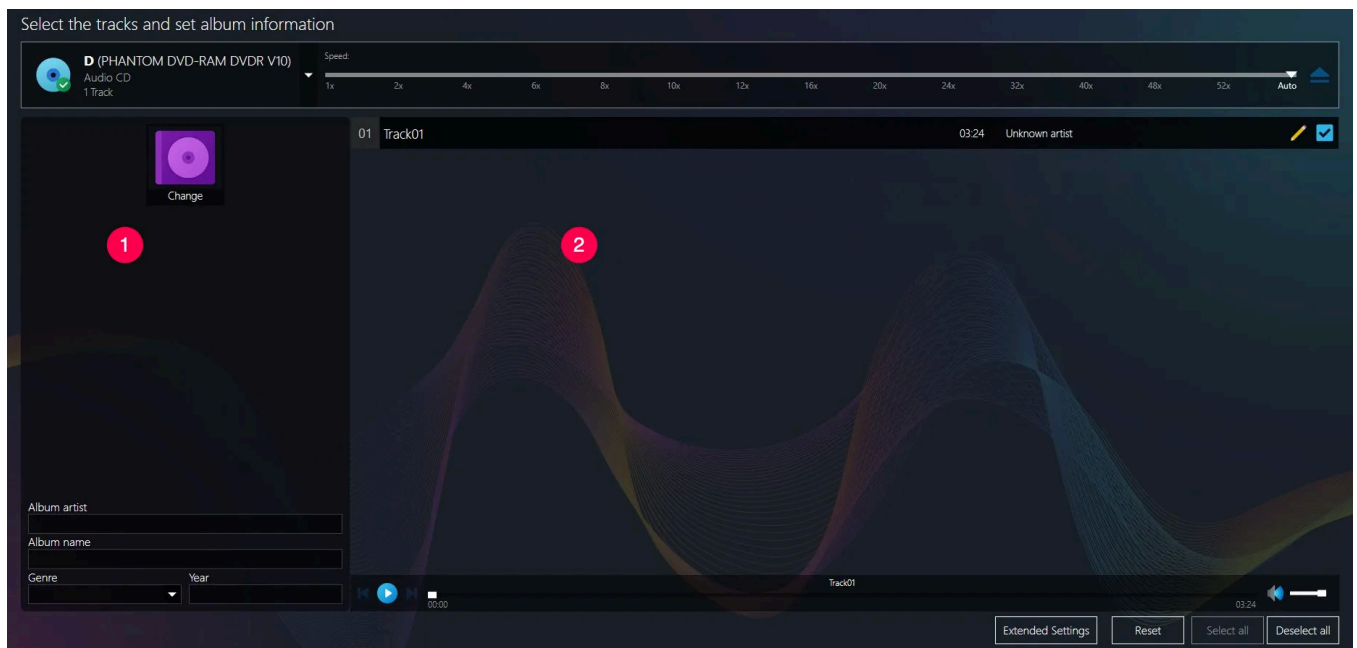 Select the tracks and set album information
D (PHANTOM DVD-RAM DVDR V10)
Audio CD
1 Track
Speed:
1x 2x 4x 6x 8x 10x 12x 16x 20x 24x 32x 40x 48x 52x Auto
Change
1
01 Track01 03:24 Unknown artist
2
Album artist
Album name
Genre Year
Track01
00:00 03:24
Extended Settings Reset Select all Deselect all